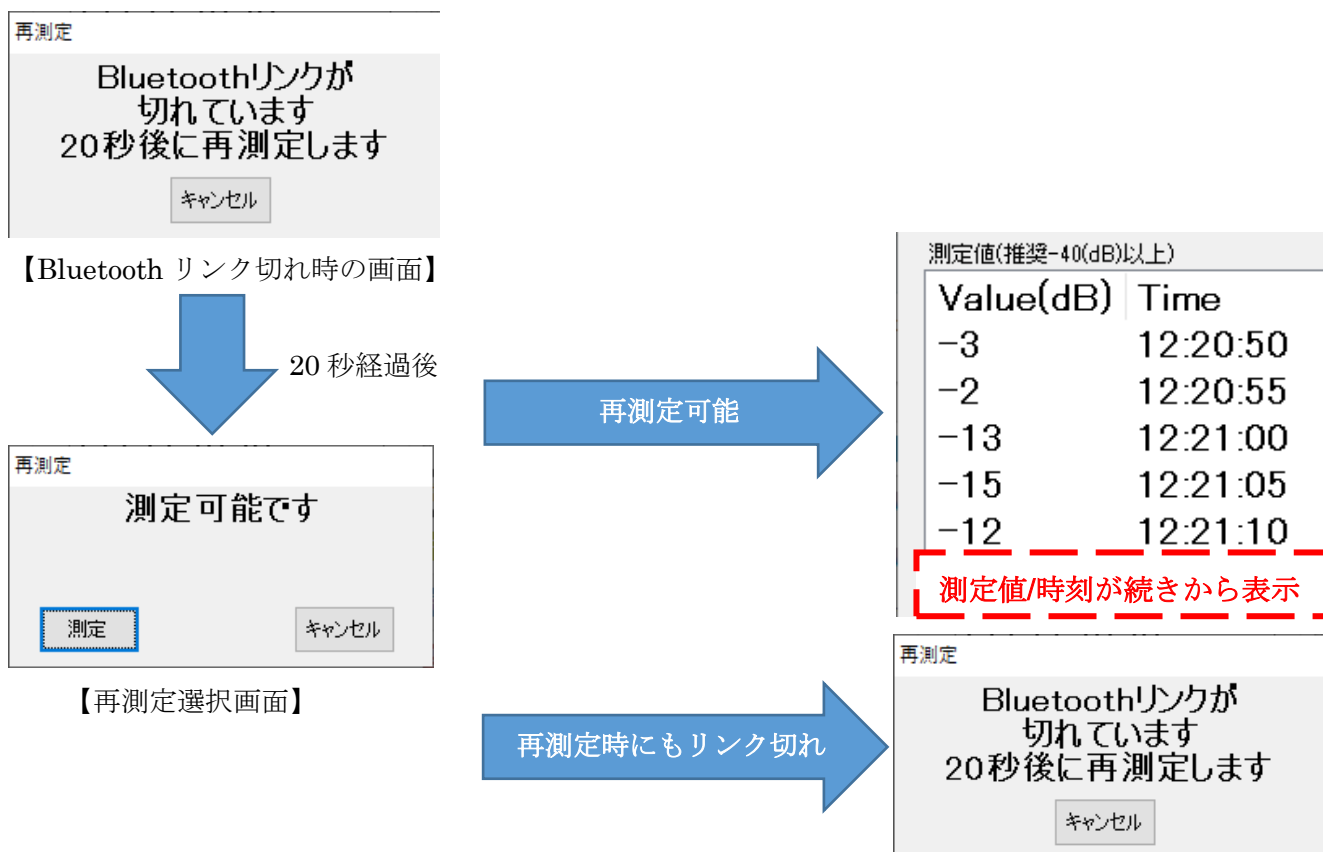 再測定
Bluetoothリンクが
切れています
20秒後に再測定します
キャンセル
【Bluetooth リンク切れ時の画面】
20 秒経過後
再測定
測定可能です
測定
キャンセル
【再測定選択画面】
再測定可能
測定値(推奨-40(dB)以上)
Value(dB) Time
-3 12:20:50
-2 12:20:55
-13 12:21:00
-15 12:21:05
-12 12:21:10
測定値/時刻が続きから表示
再測定時にもリンク切れ
再測定
Bluetoothリンクが
切れています
20秒後に再測定します
キャンセル